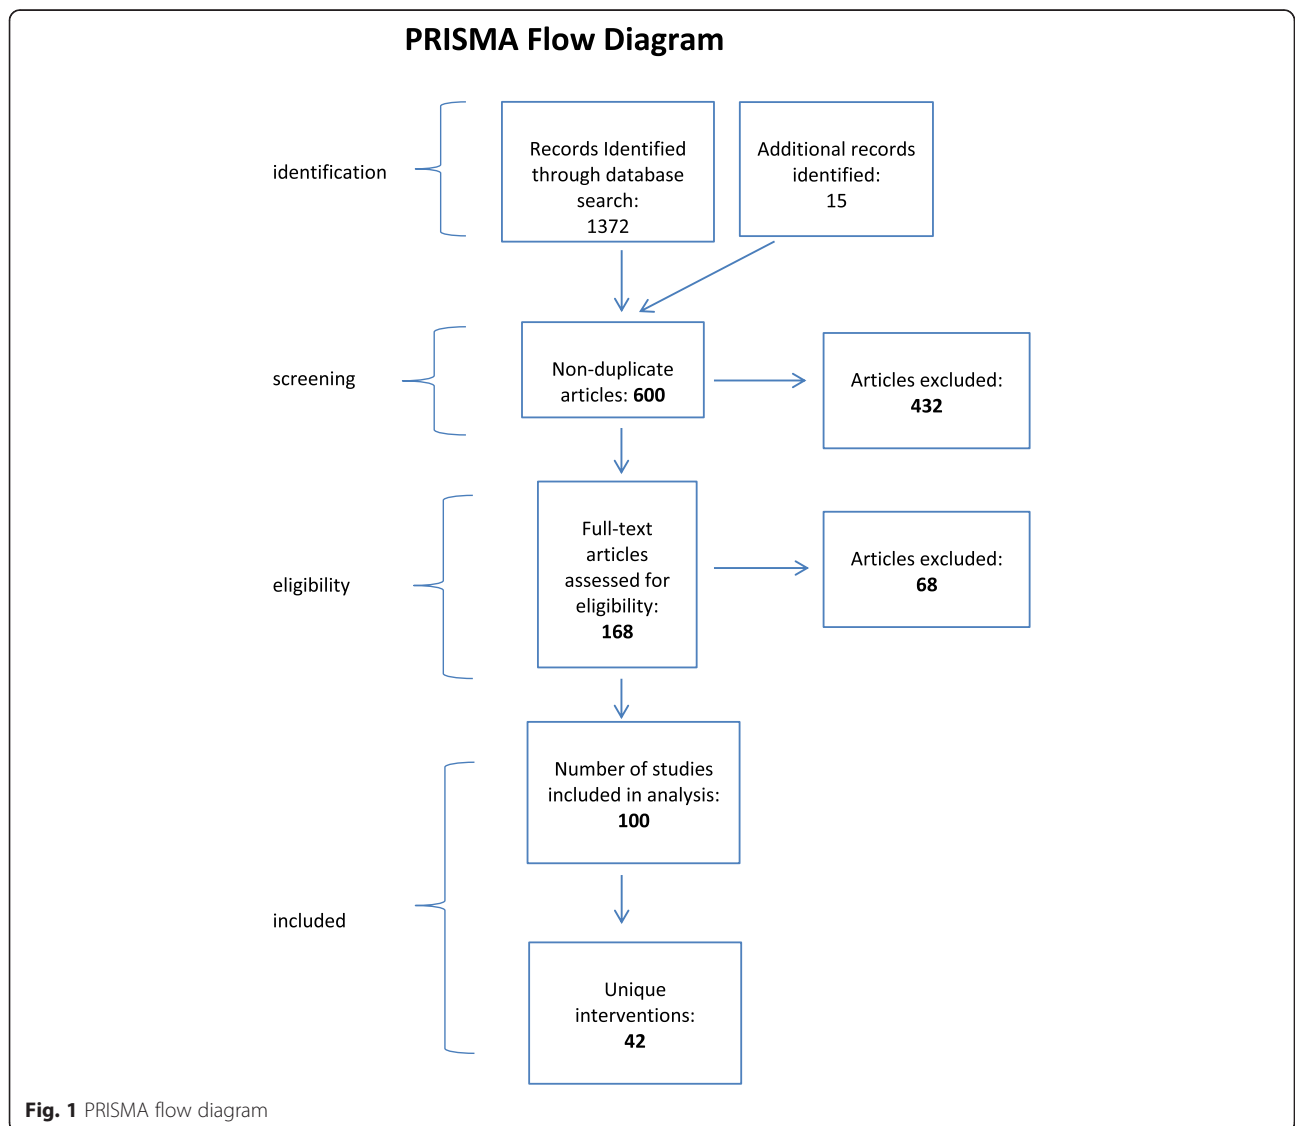 PRISMA Flow Diagram
identification
Records Identified
through database
search:
1372
Additional records
identified:
15
screening
Non-duplicate
articles: 600
Articles excluded:
432
eligibility
Full-text
articles
assessed for
eligibility:
168
Articles excluded:
68
included
Number of studies
included in analysis:
100
Unique
interventions:
42
Fig. 1 PRISMA flow diagram